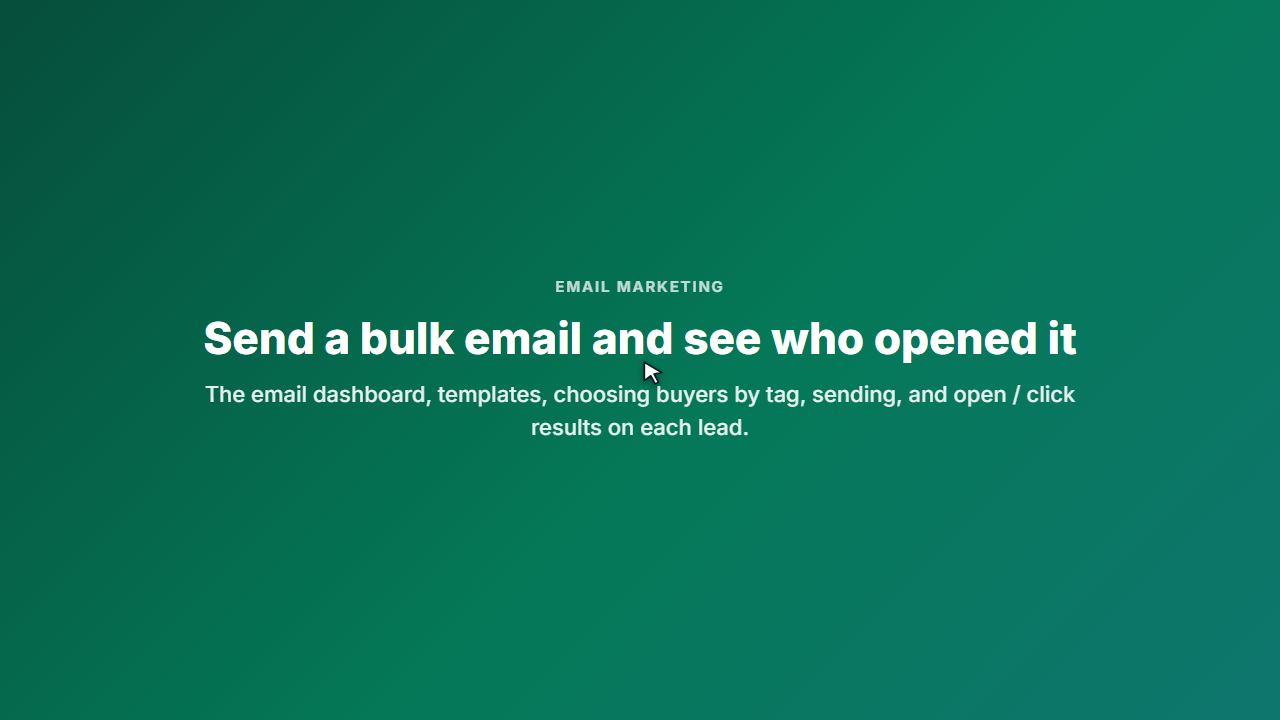 EMAIL MARKETING
Send a bulk email and see who opened it
The email dashboard, templates, choosing buyers by tag, sending, and open / click
results on each lead.